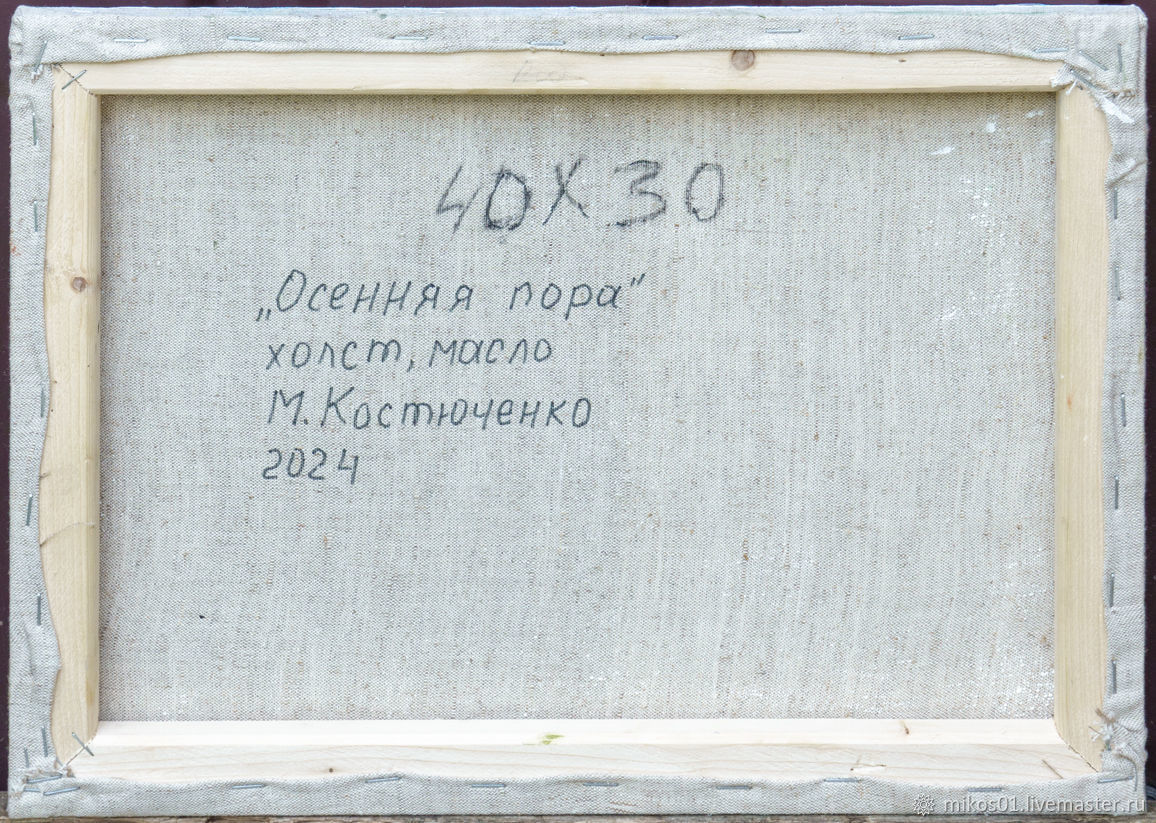 40X30
„Осенняя пора"
холст, масло
М. Костюченко
2024
mikos01.livemaster.ru